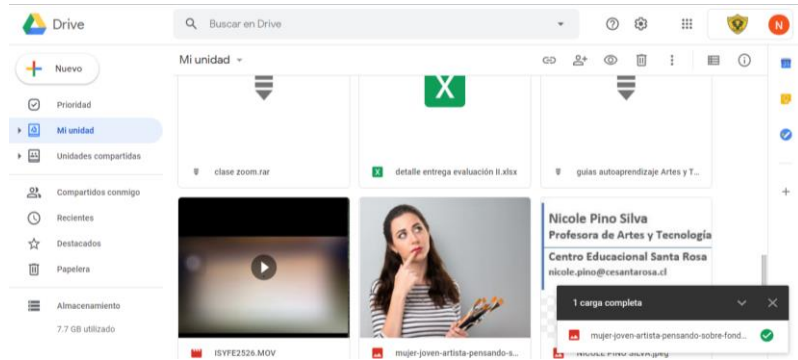 Drive
Buscar en Drive
N
Nuevo
Mi unidad
Prioridad
Mi unidad
Unidades compartidas
Compartidos conmigo
Recientes
Destacados
Papelera
Almacenamiento
7.7 GB utilizado
X
clase zoom.rar
X detalle entrega evaluación II.xlsx
guias autoaprendizaje Artes y T...
Nicole Pino Silva
Profesora de Artes y Tecnología
Centro Educacional Santa Rosa
nicole.pino@cesantarosa.cl
ISYFE2526.MOV
mujer-joven-artista-pensando-s...
NICOLE PINO SILVA.jpeg
1 carga completa
mujer-joven-artista-pensando-sobre-fond...